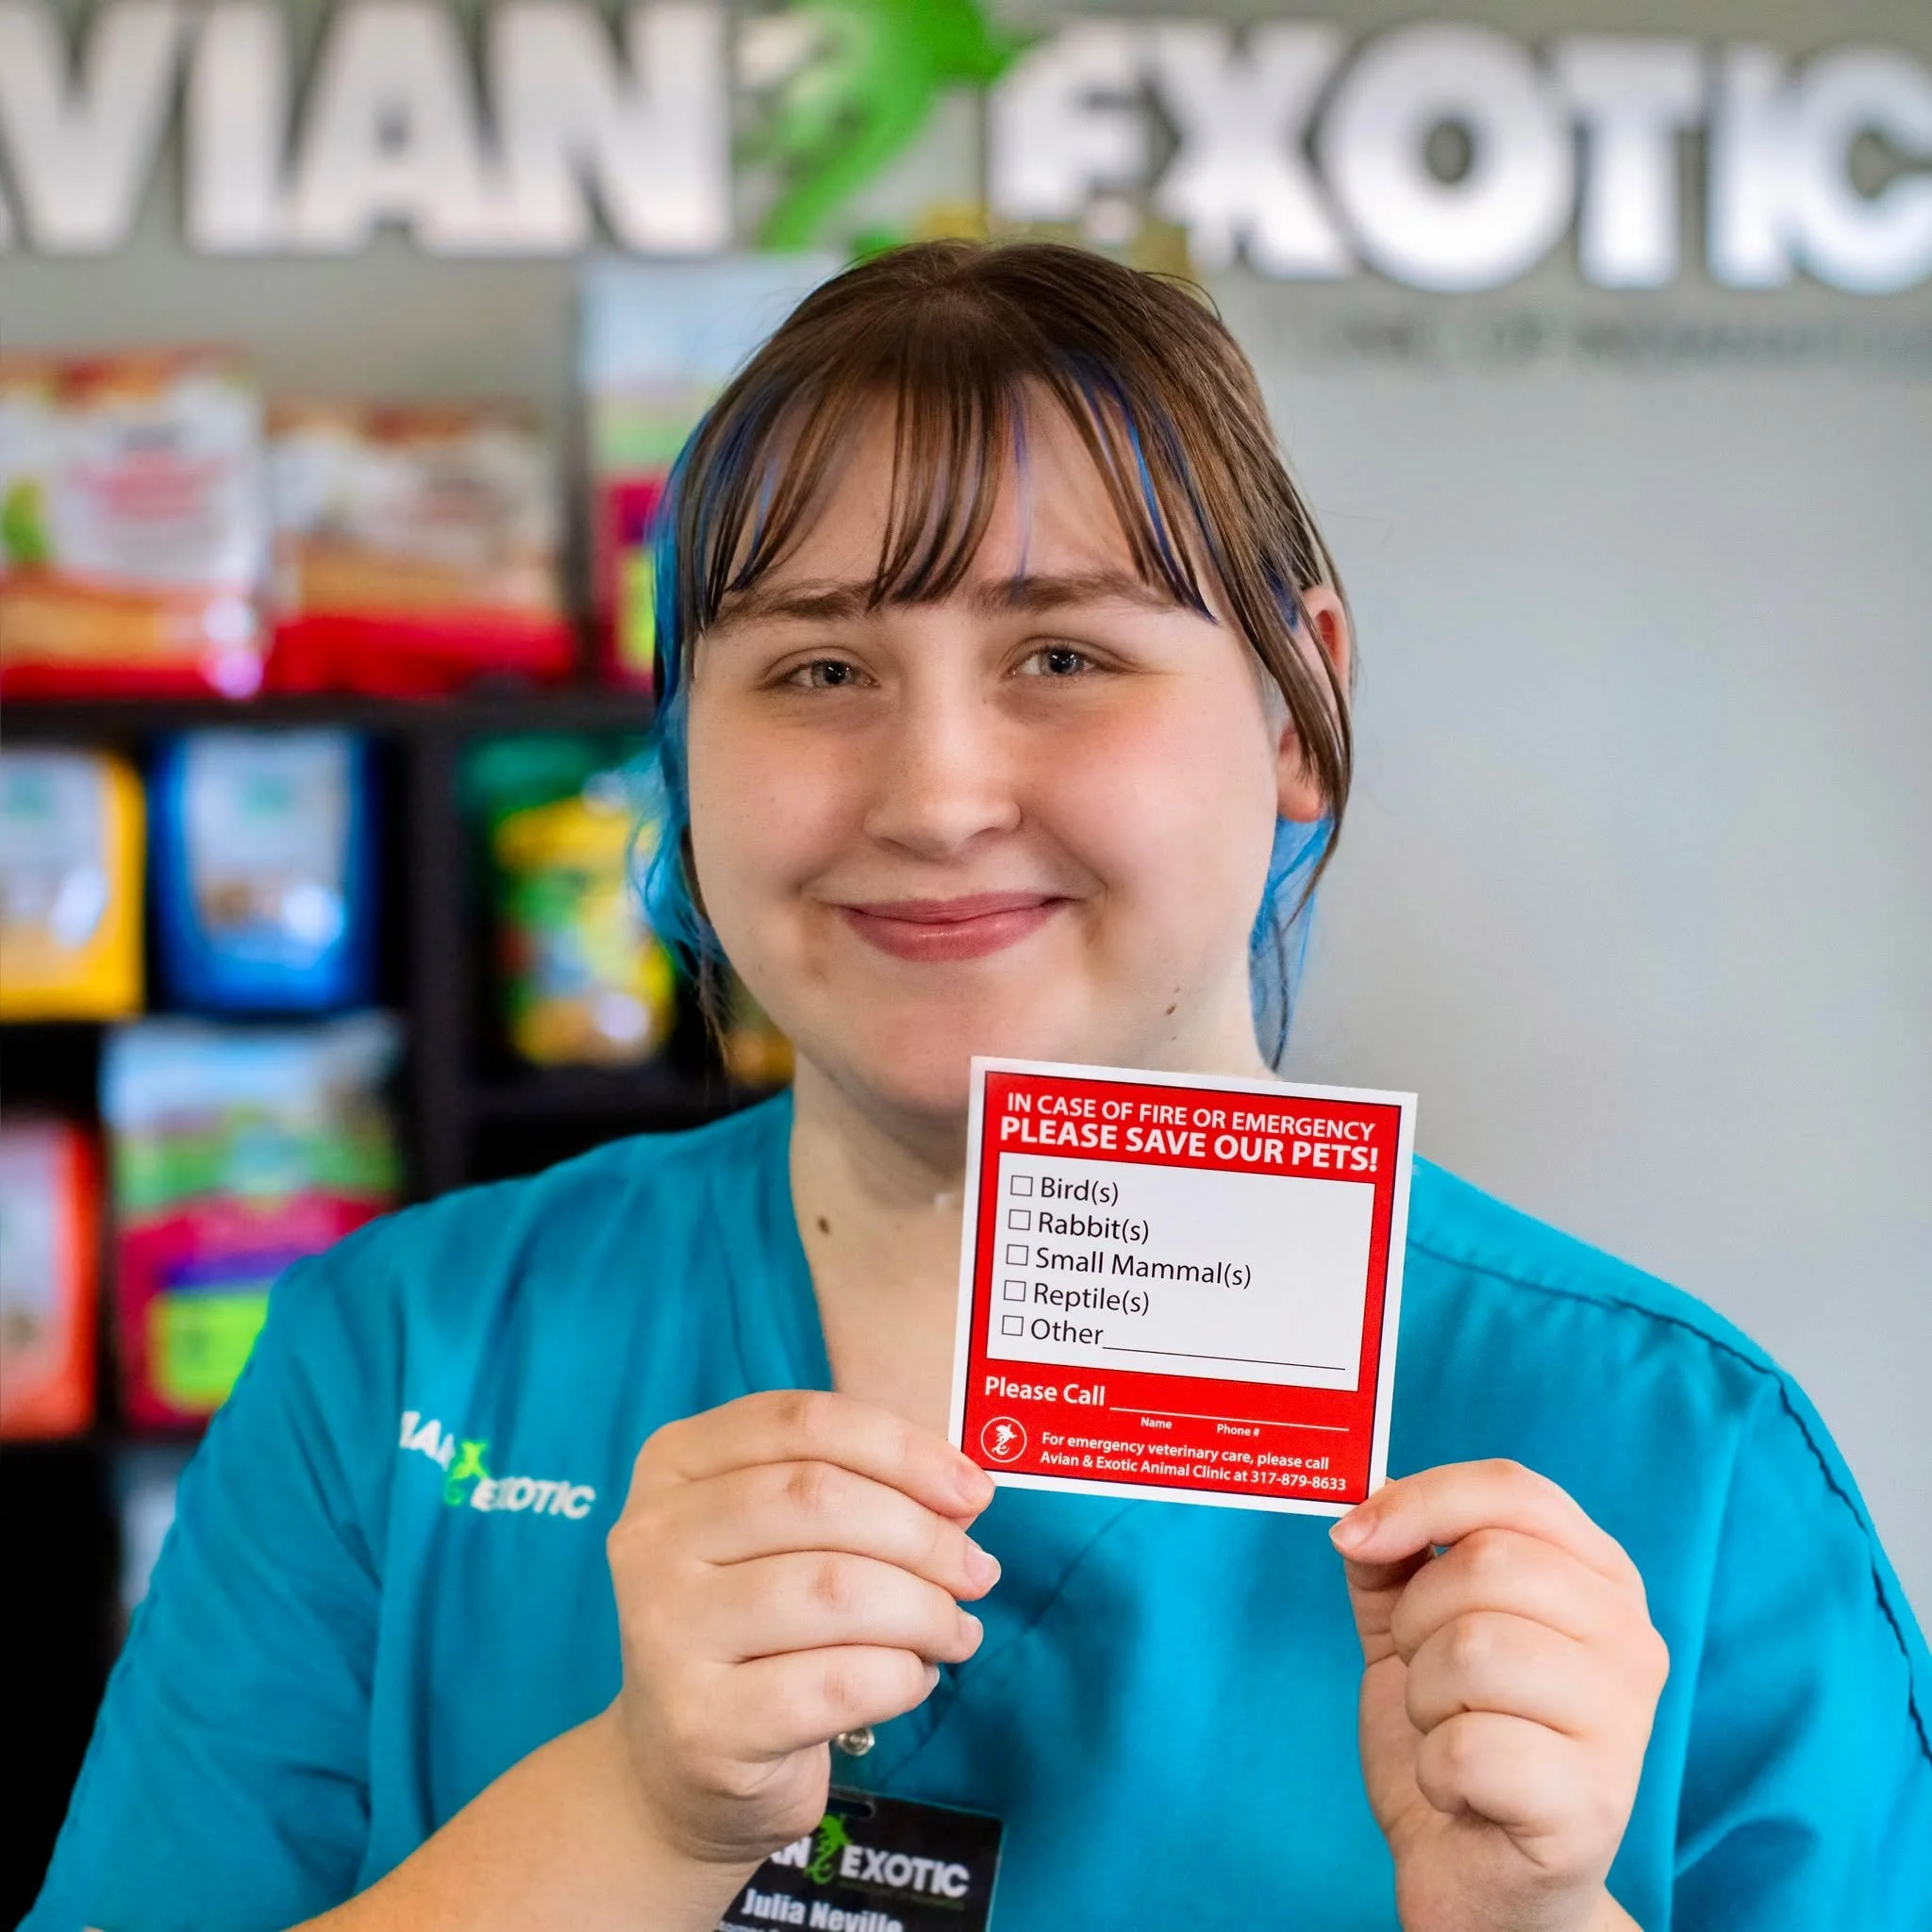 VIAN EXOTIC
IN CASE OF FIRE OR EMERGENCY
PLEASE SAVE OUR PETS!
Bird(s)
Rabbit(s)
Small Mammal(s)
Reptile(s)
Other
Please Call
Name Phone #
For emergency veterinary care, please call
Avian & Exotic Animal Clinic at 317-879-8633
IAN EXOTIC
AN EXOTIC
Julia Neville